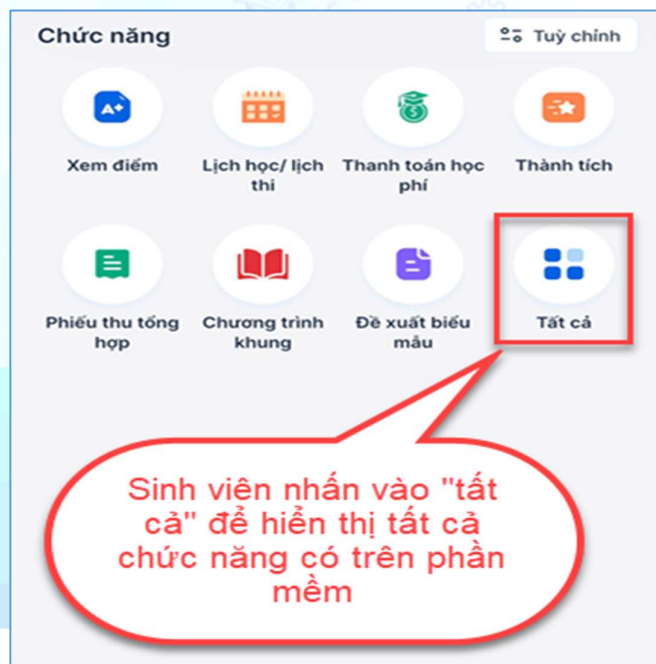 Chức năng
Tuỳ chỉnh
A+
Xem điểm
Lịch học/ lịch
thi
Thanh toán học
phí
Thành tích
Phiếu thu tổng
hợp
Chương trình
khung
Đề xuất biểu
mẫu
Tất cả
Sinh viên nhấn vào "tất
cả" để hiển thị tất cả
chức năng có trên phần
mềm